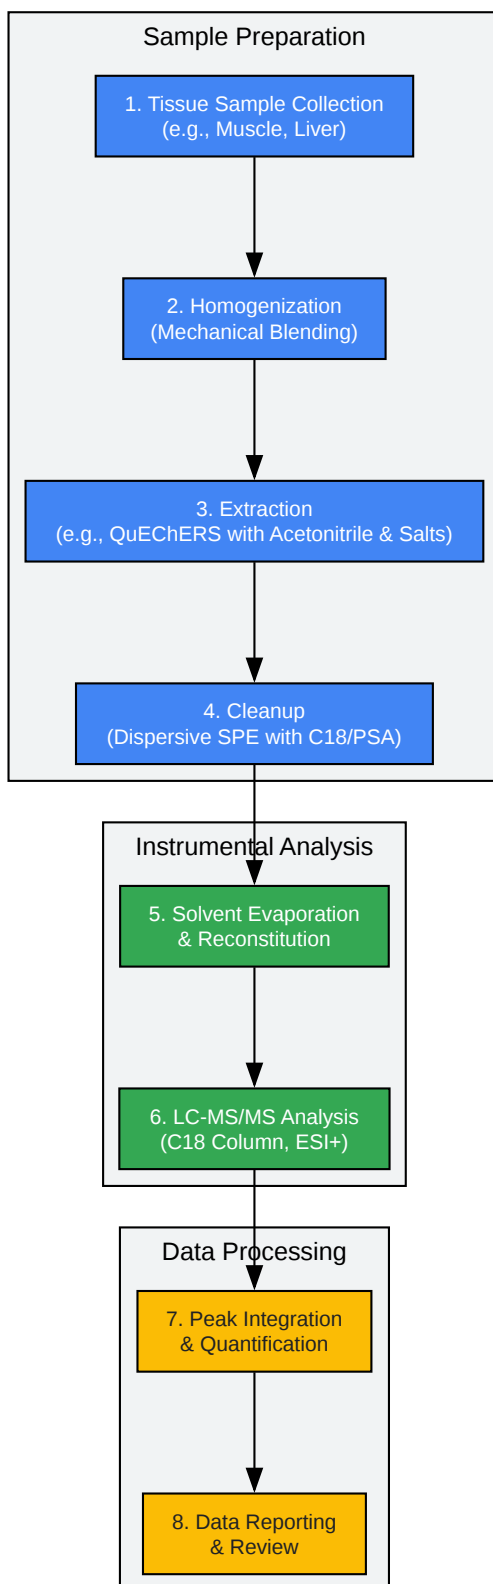 Sample Preparation
1. Tissue Sample Collection
(e.g., Muscle, Liver)
2. Homogenization
(Mechanical Blending)
3. Extraction
(e.g., QuEChERS with Acetonitrile & Salts)
4. Cleanup
(Dispersive SPE with C18/PSA)
Instrumental Analysis
5. Solvent Evaporation
& Reconstitution
6. LC-MS/MS Analysis
(C18 Column, ESI+)
Data Processing
7. Peak Integration
& Quantification
8. Data Reporting
& Review